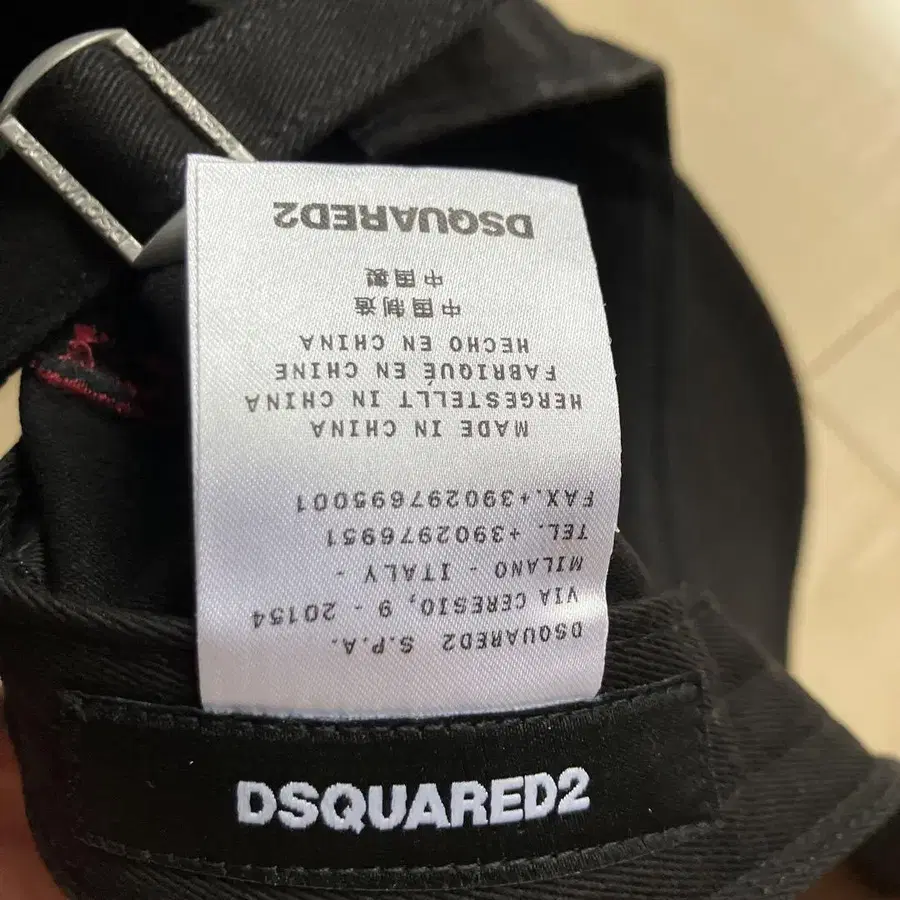 DSQUARED2 S.P.A.
VIA CERESIO, 9 - 20154
MILANO - ITALY -
TEL. +3902976951
FAX.+390297695001
MADE IN CHINA
HERGESTELLT IN CHINA
FABRIQUÉ EN CHINE
HECHO EN CHINA
中国制造
中国製
DSQUARED2
DSQUARED2